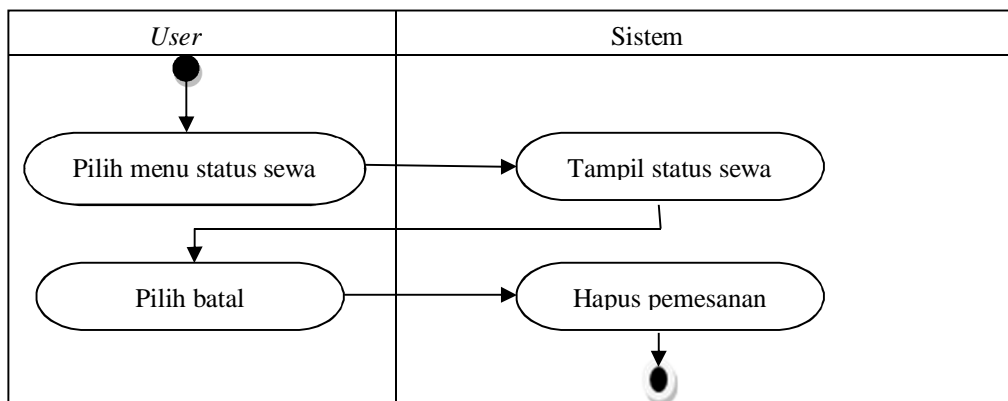 User
Sistem
Pilih menu status sewa
Tampil status sewa
Pilih batal
Hapus pemesanan